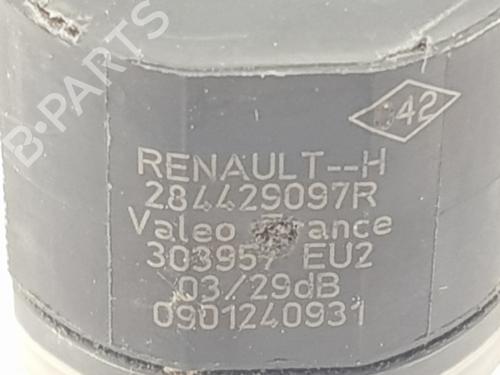 B-PARTS
42
RENAULT--H
284429097R
Valeo France
303957 EU2
03/29dB
0901240931